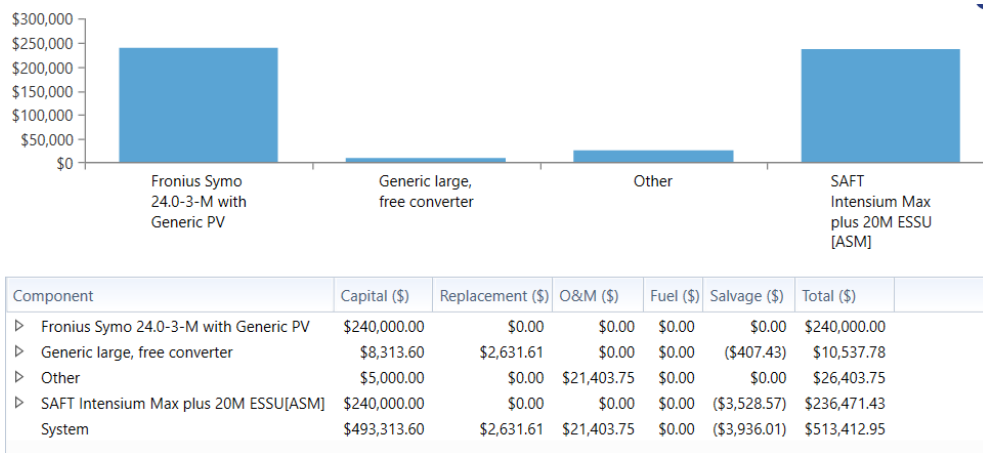 $300,000
$250,000
$200,000
$150,000
$100,000
$50,000
$0
Fronius Symo
24.0-3-M with
Generic PV
Generic large,
free converter
Other
SAFT
Intensium Max
plus 20M ESSU
[ASM]
Component Capital ($) Replacement ($) O&M ($) Fuel ($) Salvage ($) Total ($)
Fronius Symo 24.0-3-M with Generic PV $240,000.00 $0.00 $0.00 $0.00 $0.00 $240,000.00
Generic large, free converter $8,313.60 $2,631.61 $0.00 $0.00 ($407.43) $10,537.78
Other $5,000.00 $0.00 $21,403.75 $0.00 $0.00 $26,403.75
SAFT Intensium Max plus 20M ESSU[ASM] $240,000.00 $0.00 $0.00 $0.00 ($3,528.57) $236,471.43
System $493,313.60 $2,631.61 $21,403.75 $0.00 ($3,936.01) $513,412.95